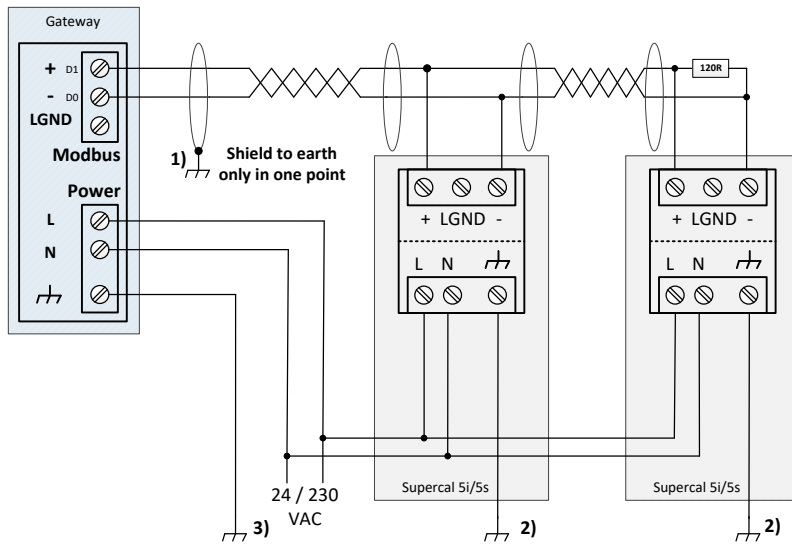 Gateway
+ D1
- D0
LGND
Modbus
Power
L
N
1)
Shield to earth
only in one point
120R
+ LGND -
L N
+ LGND -
L N
24 / 230
VAC
Supercal 5i/5s
Supercal 5i/5s
3)
2)
2)